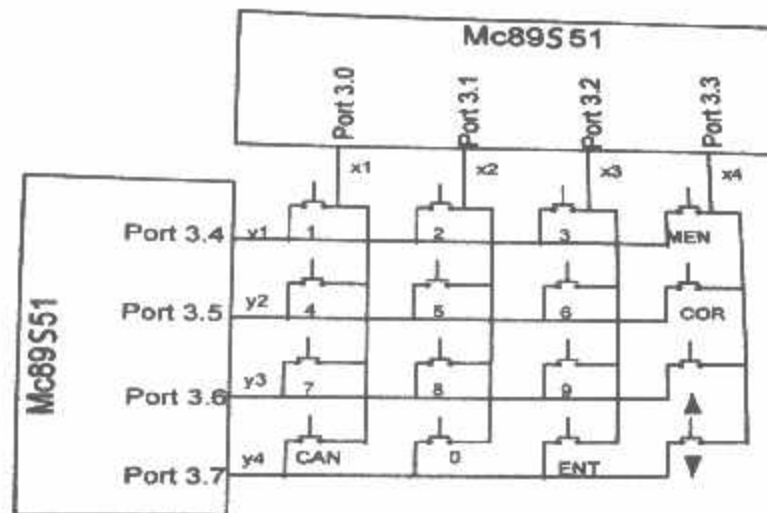 Mc89S51
Port 3.0
Port 3.1
Port 3.2
Port 3.3
x1
x2
x3
x4
Mc89S51
Port 3.4
y1
1
2
3
MEN
Port 3.5
y2
4
5
6
COR
Port 3.6
y3
7
8
9
Port 3.7
y4
CAN
0
ENT